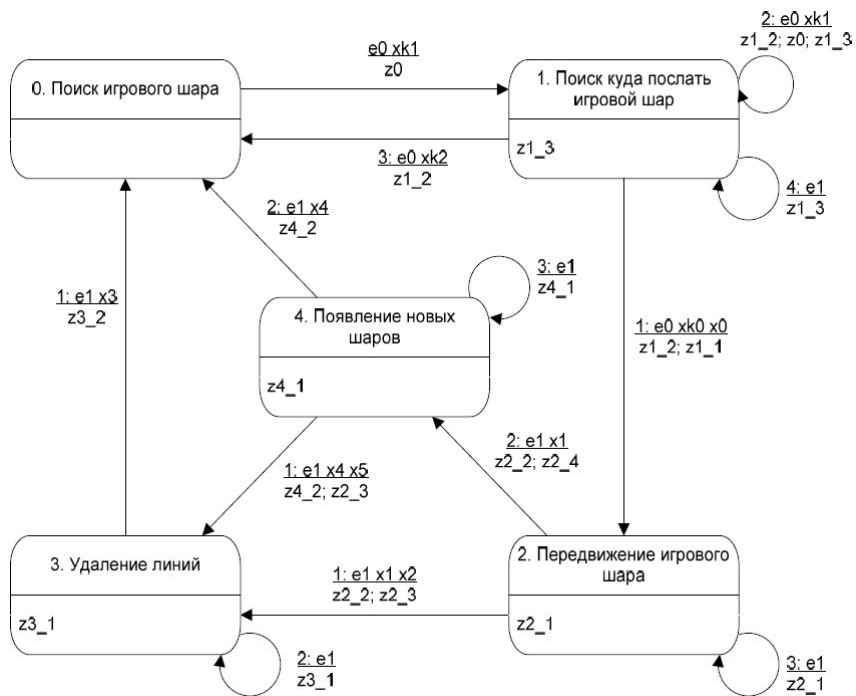 2: e0 xk1
z1_2; z0; z1_3
e0 xk1
z0
0. Поиск игрового шара
1. Поиск куда послать
игровой шар
z1_3
3: e0 xk2
z1_2
4: e1
z1_3
2: e1 x4
z4_2
3: e1
z4_1
1: e1 x3
z3_2
4. Появление новых
шаров
z4_1
1: e0 xk0 x0
z1_2; z1_1
2: e1 x1
z2_2; z2_4
1: e1 x4 x5
z4_2; z2_3
3. Удаление линий
z3_1
1: e1 x1 x2
z2_2; z2_3
2. Передвижение игрового
шара
z2_1
2: e1
z3_1
3: e1
z2_1